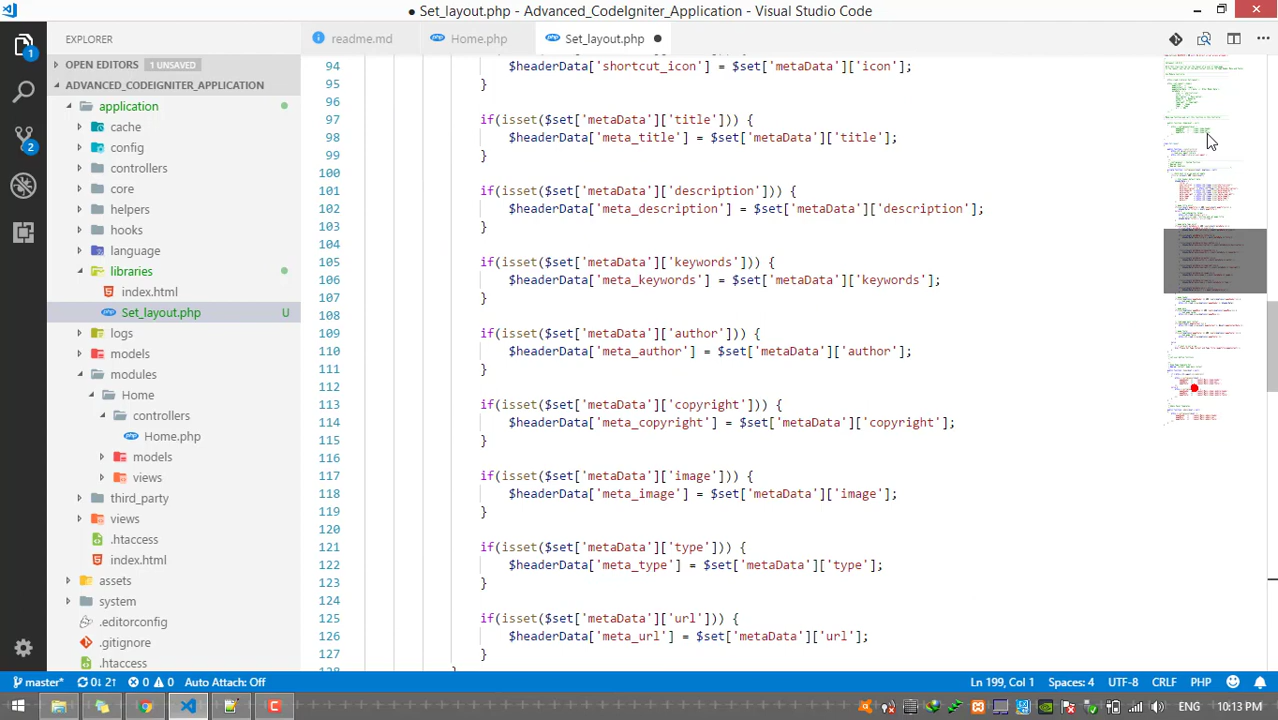 ● Set_layout.php - Advanced_CodeIgniter_Application - Visual Studio Code
EXPLORER
readme.md
Home.php
Set_layout.php ●
OPEN EDITORS 1 UNSAVED
ADVANCED_CODEIGNITER_APPLICATION
application
cache
config
controllers
core
helpers
hooks
language
libraries
index.html
Set_layout.php U
logs
models
modules
Home
controllers
Home.php
models
views
third_party
views
.htaccess
index.html
assets
system
.editorconfig
.gitignore
.htaccess
1
2
94 $headerData['shortcut_icon'] = $set['metaData']['icon'];
95 }
96
97 if(isset($set['metaData']['title'])) {
98 $headerData['meta_title'] = $set['metaData']['title'];
99 }
100
101 if(isset($set['metaData']['description'])) {
102 $headerData['meta_description'] = $set['metaData']['description'];
103 }
104
105 if(isset($set['metaData']['keywords'])) {
106 $headerData['meta_keywords'] = $set['metaData']['keywords'];
107 }
108
109 if(isset($set['metaData']['author'])) {
110 $headerData['meta_author'] = $set['metaData']['author'];
111 }
112
113 if(isset($set['metaData']['copyright'])) {
114 $headerData['meta_copyright'] = $set['metaData']['copyright'];
115 }
116
117 if(isset($set['metaData']['image'])) {
118 $headerData['meta_image'] = $set['metaData']['image'];
119 }
120
121 if(isset($set['metaData']['type'])) {
122 $headerData['meta_type'] = $set['metaData']['type'];
123 }
124
125 if(isset($set['metaData']['url'])) {
126 $headerData['meta_url'] = $set['metaData']['url'];
127 }
128 }
master* 0↓ 2↑ 0 0 Auto Attach: Off
Ln 199, Col 1 Spaces: 4 UTF-8 CRLF PHP
ENG 10:13 PM